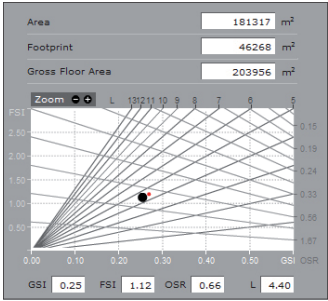 Area 181317 m²
Footprint 46268 m²
Gross Floor Area 203956 m²
Zoom L 13 12 11 10 9 8 7 6 5
FSI
2.50
2.00
1.50
1.00
0.50
0.15
0.19
0.24
0.33
0.56
1.67
0.00 0.10 0.20 0.30 0.40 0.50 GSI OSR
GSI 0.25 FSI 1.12 OSR 0.66 L 4.40